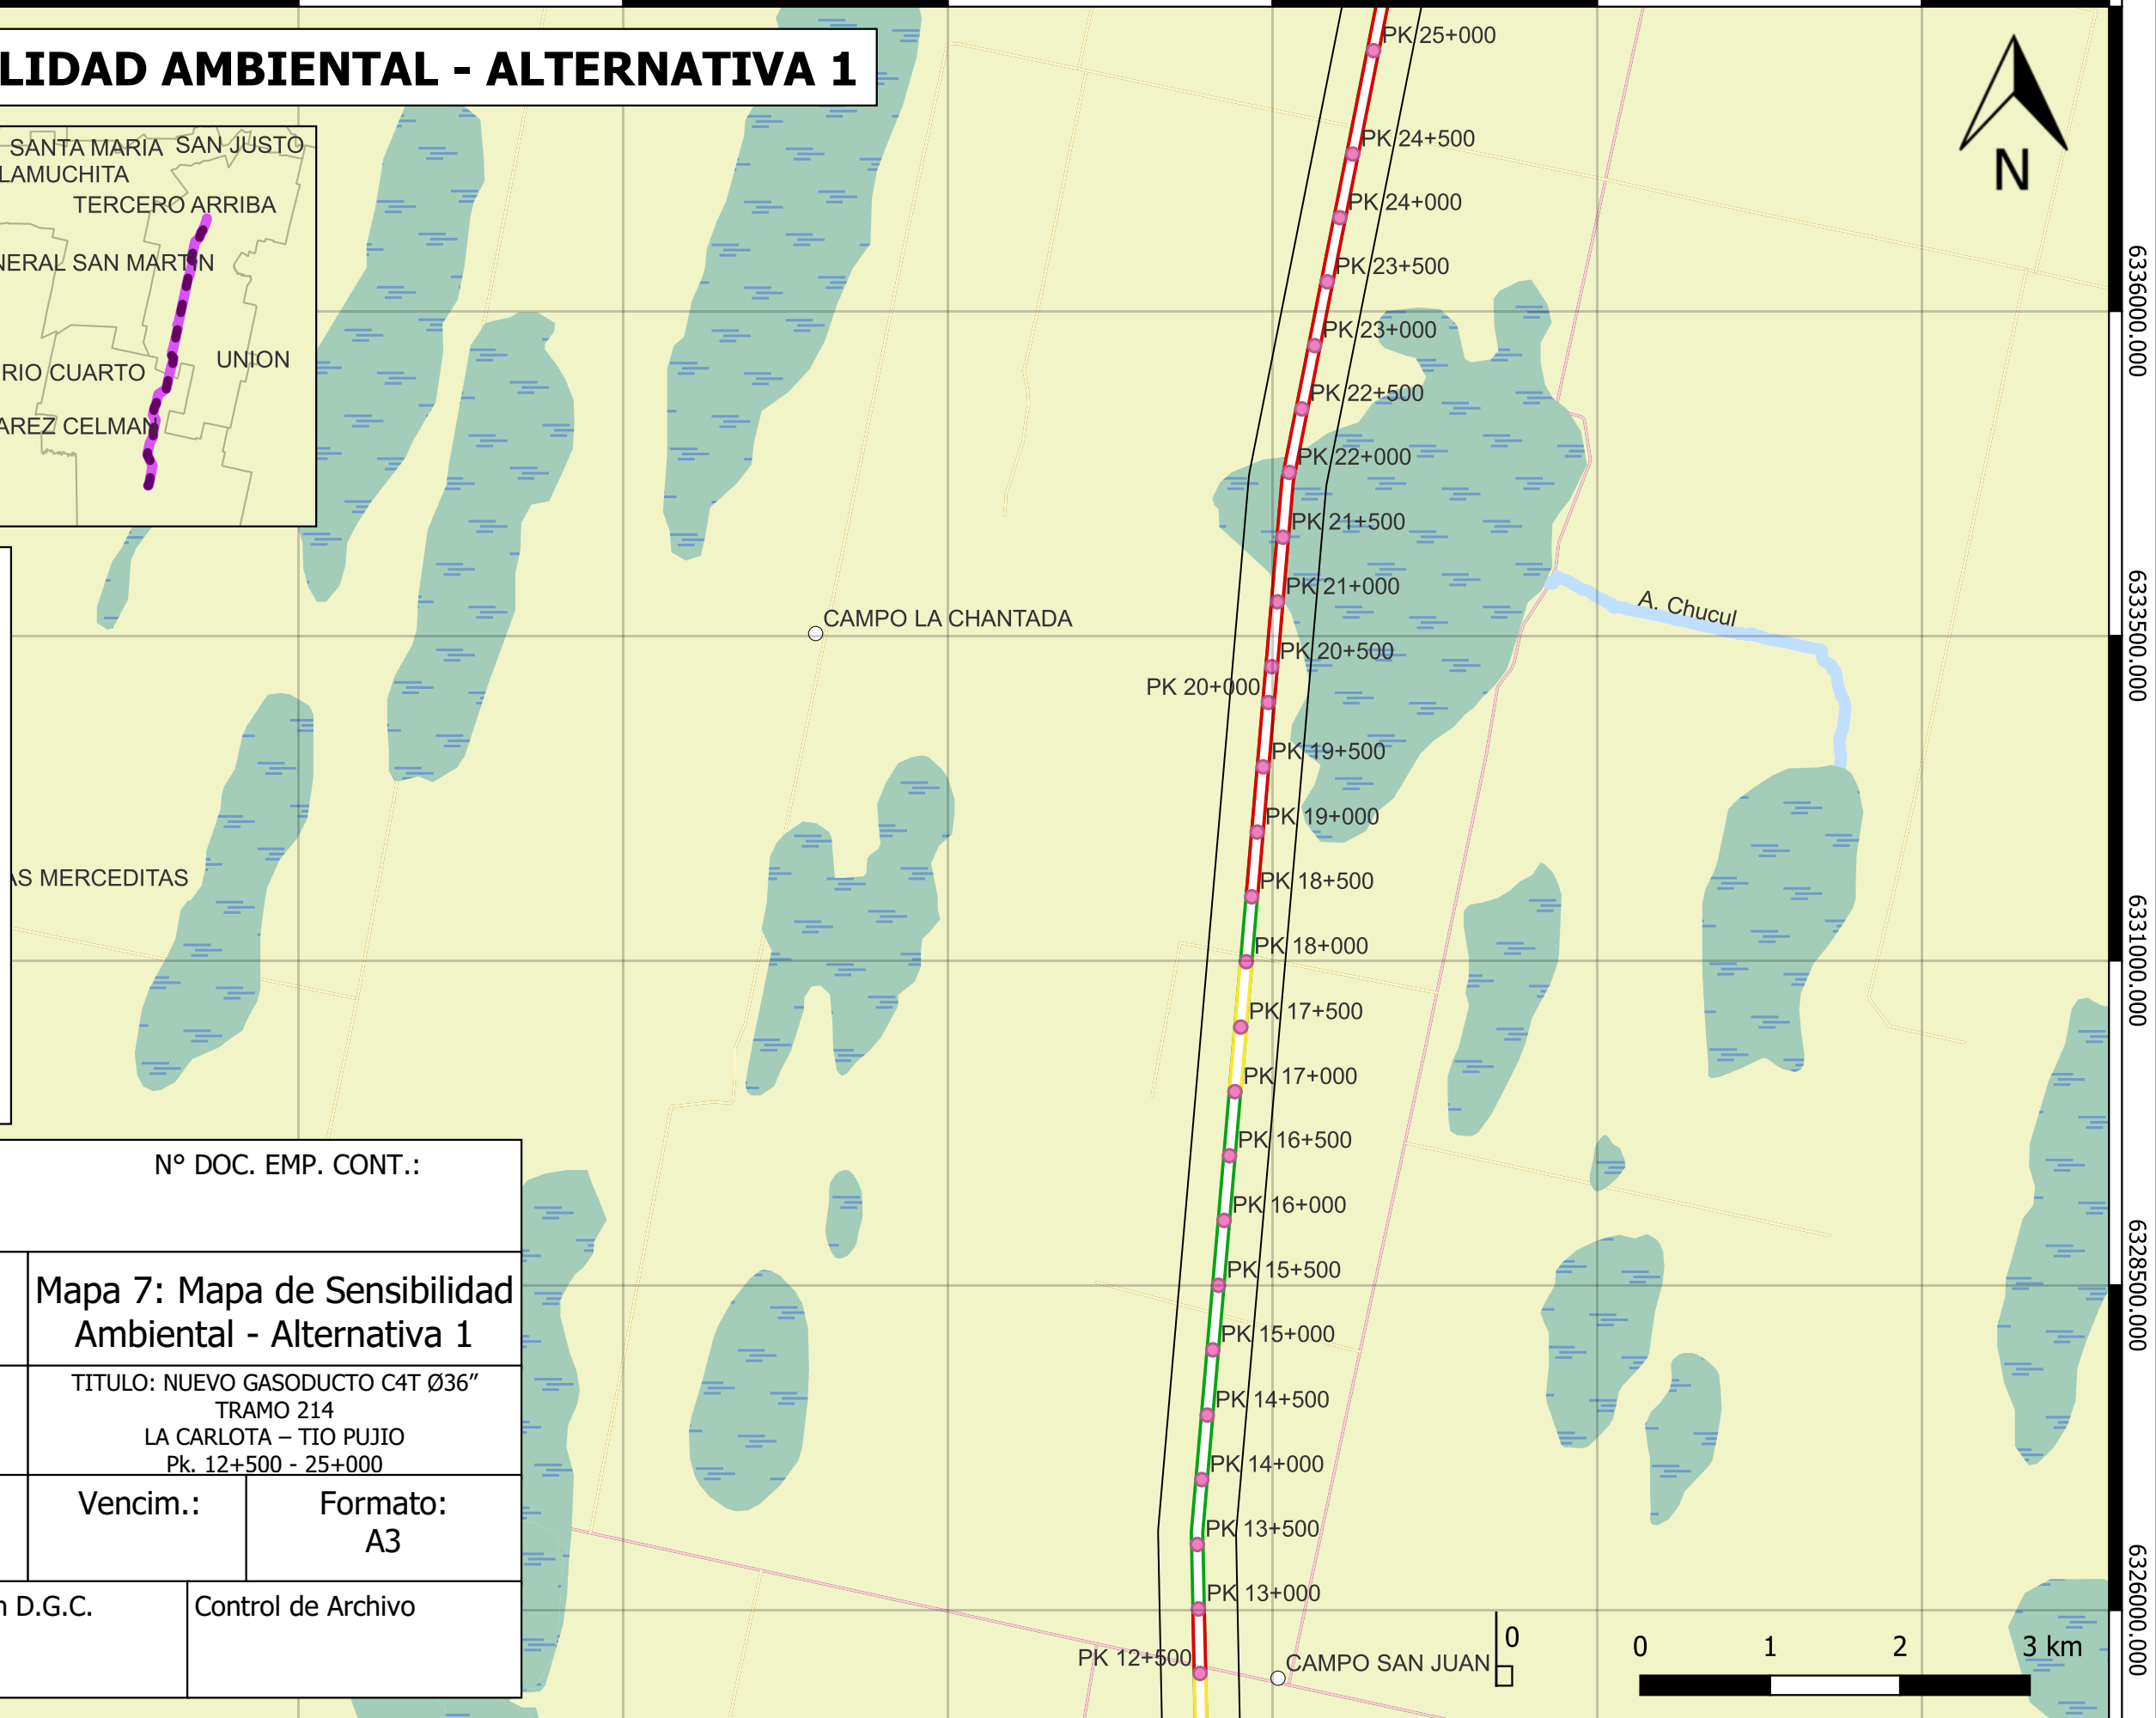 LIDAD AMBIENTAL - ALTERNATIVA 1
SANTA MARIA
SAN JUSTO
LAMUCHITA
TERCERO ARRIBA
NERAL SAN MARTIN
UNION
RIO CUARTO
AREZ CELMAN
N
PK 25+000
PK 24+500
PK 24+000
PK 23+500
PK 23+000
PK 22+500
PK 22+000
PK 21+500
PK 21+000
PK 20+500
PK 20+000
PK 19+500
PK 19+000
PK 18+500
PK 18+000
PK 17+500
PK 17+000
PK 16+500
PK 16+000
PK 15+500
PK 15+000
PK 14+500
PK 14+000
PK 13+500
PK 13+000
PK 12+500
CAMPO LA CHANTADA
A. Chucul
AS MERCEDITAS
CAMPO SAN JUAN
6336000.000
6333500.000
6331000.000
6328500.000
6326000.000
N° DOC. EMP. CONT.:
Mapa 7: Mapa de Sensibilidad
Ambiental - Alternativa 1
TITULO: NUEVO GASODUCTO C4T Ø36”
TRAMO 214
LA CARLOTA – TIO PUJIO
Pk. 12+500 - 25+000
Vencim.:
Formato:
A3
n D.G.C.
Control de Archivo
0
0 1 2 3 km